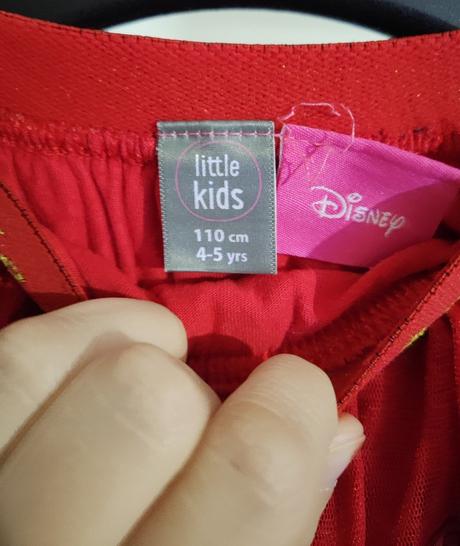 little
kids
110 cm
4-5 yrs
Disney